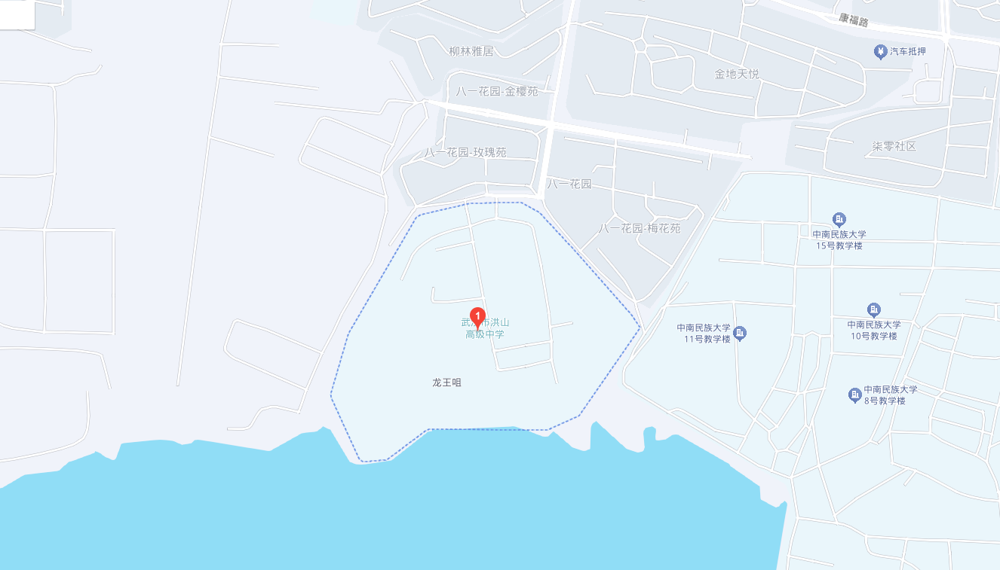 康福路
汽车抵押
柳林雅居
金地天悦
八一花园-金樱苑
柒零社区
八一花园-玫瑰苑
八一花园
中南民族大学
15号教学楼
八一花园-梅花苑
1
武汉市洪山
高级中学
中南民族大学
11号教学楼
中南民族大学
10号教学楼
龙王咀
中南民族大学
8号教学楼